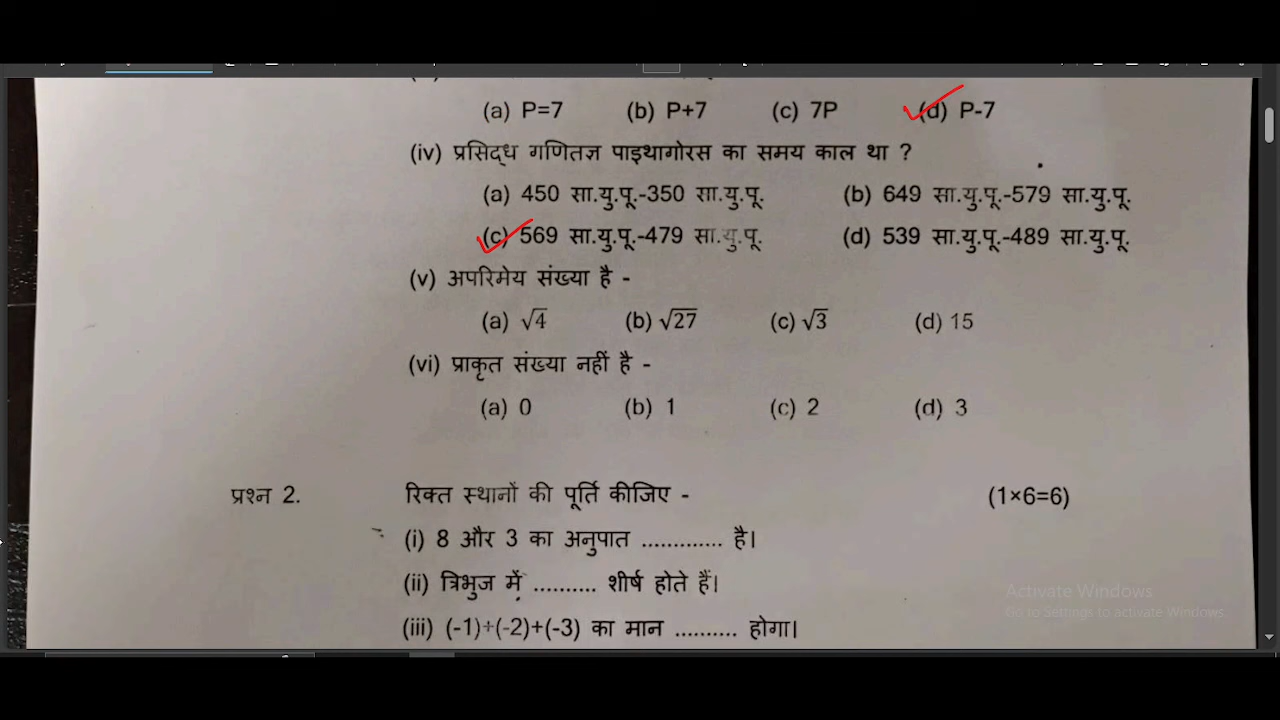 (a) P=7 (b) P+7 (c) 7P (d) P-7
(iv) प्रसिद्ध गणितज्ञ पाइथागोरस का समय काल था ?
(a) 450 सा.यु.पू.-350 सा.यु.पू. (b) 649 सा.यु.पू.-579 सा.यु.पू.
(c) 569 सा.यु.पू.-479 सा.यु.पू. (d) 539 सा.यु.पू.-489 सा.यु.पू.
(v) अपरिमेय संख्या है -
(a) √4 (b) √27 (c) √3 (d) 15
(vi) प्राकृत संख्या नहीं है -
(a) 0 (b) 1 (c) 2 (d) 3
प्रश्न 2. रिक्त स्थानों की पूर्ति कीजिए - (1×6=6)
(i) 8 और 3 का अनुपात ............. है।
(ii) त्रिभुज में .......... शीर्ष होते हैं।
(iii) (-1)+(-2)+(-3) का मान .......... होगा।
Activate Windows
Go to Settings to activate Windows.